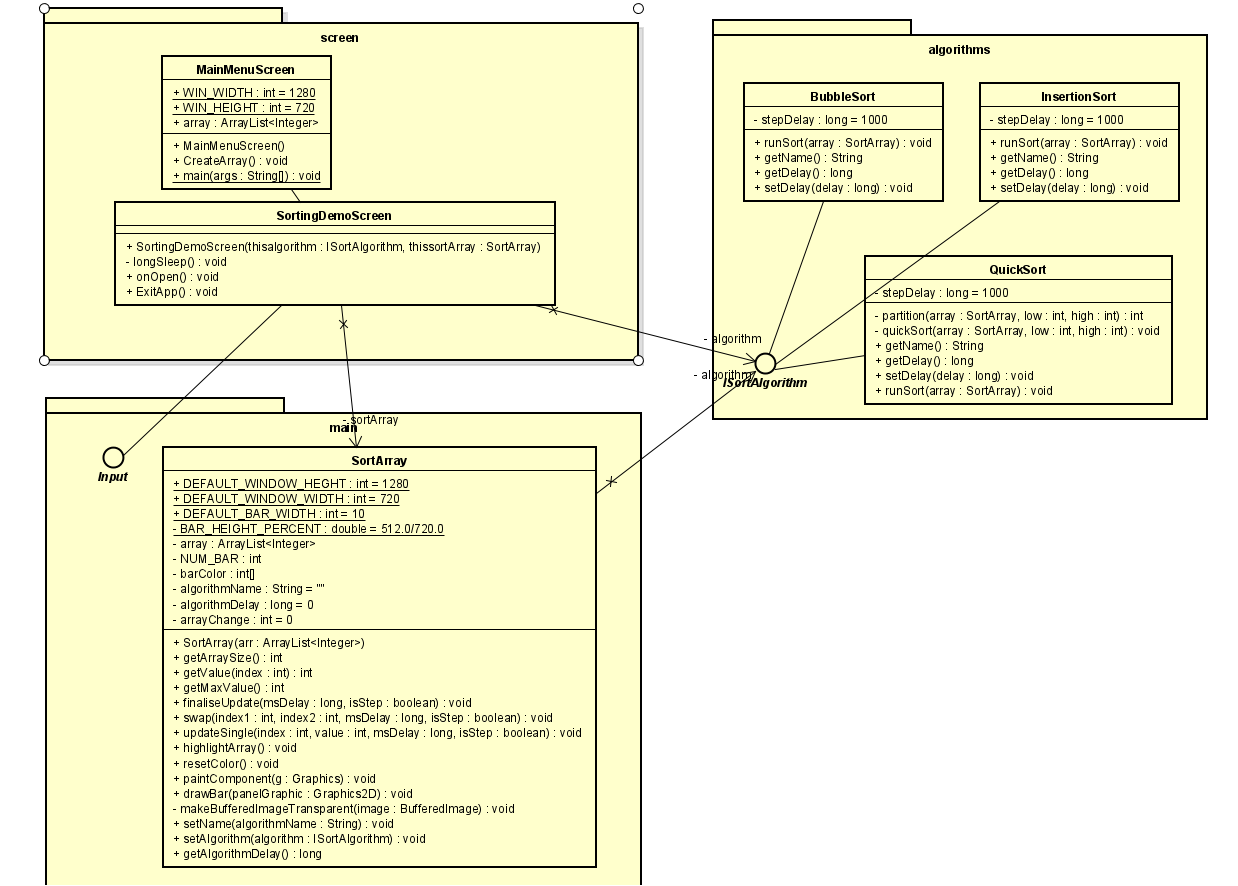 screen
MainMenuScreen
+ WIN_WIDTH : int = 1280
+ WIN_HEIGHT : int = 720
+ array : ArrayList<Integer>
+ MainMenuScreen()
+ CreateArray() : void
+ main(args : String[]) : void
SortingDemoScreen
+ SortingDemoScreen(thisalgorithm : ISortAlgorithm, thissortArray : SortArray)
- longSleep() : void
+ onOpen() : void
+ ExitApp() : void
algorithms
BubbleSort
- stepDelay : long = 1000
+ runSort(array : SortArray) : void
+ getName() : String
+ getDelay() : long
+ setDelay(delay : long) : void
InsertionSort
- stepDelay : long = 1000
+ runSort(array : SortArray) : void
+ getName() : String
+ getDelay() : long
+ setDelay(delay : long) : void
QuickSort
- stepDelay : long = 1000
- partition(array : SortArray, low : int, high : int) : int
- quickSort(array : SortArray, low : int, high : int) : void
+ getName() : String
+ getDelay() : long
+ setDelay(delay : long) : void
+ runSort(array : SortArray) : void
- algorithm
- algorithm
ISortAlgorithm
- sortArray
main
Input
SortArray
+ DEFAULT_WINDOW_HEGHT : int = 1280
+ DEFAULT_WINDOW_WIDTH : int = 720
+ DEFAULT_BAR_WIDTH : int = 10
- BAR_HEIGHT_PERCENT : double = 512.0/720.0
- array : ArrayList<Integer>
- NUM_BAR : int
- barColor : int[]
- algorithmName : String = ""
- algorithmDelay : long = 0
- arrayChange : int = 0
+ SortArray(arr : ArrayList<Integer>)
+ getArraySize() : int
+ getValue(index : int) : int
+ getMaxValue() : int
+ finaliseUpdate(msDelay : long, isStep : boolean) : void
+ swap(index1 : int, index2 : int, msDelay : long, isStep : boolean) : void
+ updateSingle(index : int, value : int, msDelay : long, isStep : boolean) : void
+ highlightArray() : void
+ resetColor() : void
+ paintComponent(g : Graphics) : void
+ drawBar(panelGraphic : Graphics2D) : void
- makeBufferedImageTransparent(image : BufferedImage) : void
+ setName(algorithmName : String) : void
+ setAlgorithm(algorithm : ISortAlgorithm) : void
+ getAlgorithmDelay() : long